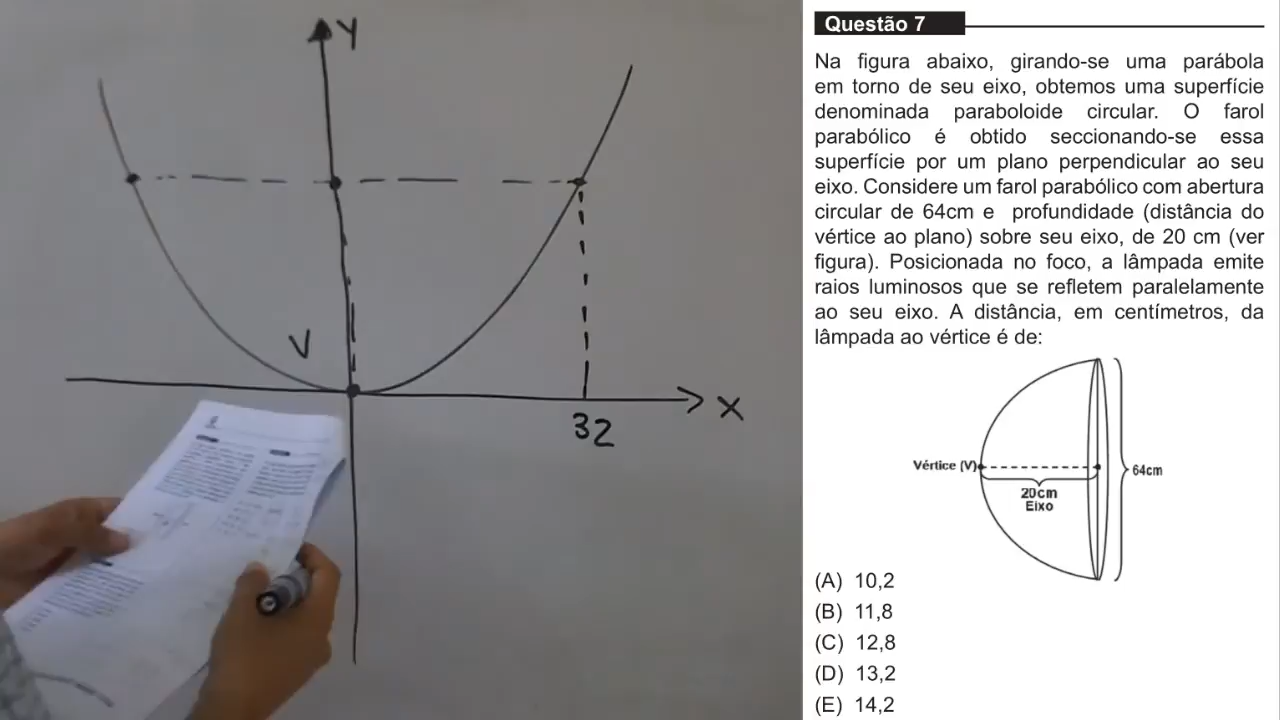 Y
V
X
32
Questão 7
Na figura abaixo, girando-se uma parábola
em torno de seu eixo, obtemos uma superfície
denominada paraboloide circular. O farol
parabólico é obtido seccionando-se essa
superfície por um plano perpendicular ao seu
eixo. Considere um farol parabólico com abertura
circular de 64cm e profundidade (distância do
vértice ao plano) sobre seu eixo, de 20 cm (ver
figura). Posicionada no foco, a lâmpada emite
raios luminosos que se refletem paralelamente
ao seu eixo. A distância, em centímetros, da
lâmpada ao vértice é de:
Vértice (V)
64cm
20cm
Eixo
(A) 10,2
(B) 11,8
(C) 12,8
(D) 13,2
(E) 14,2